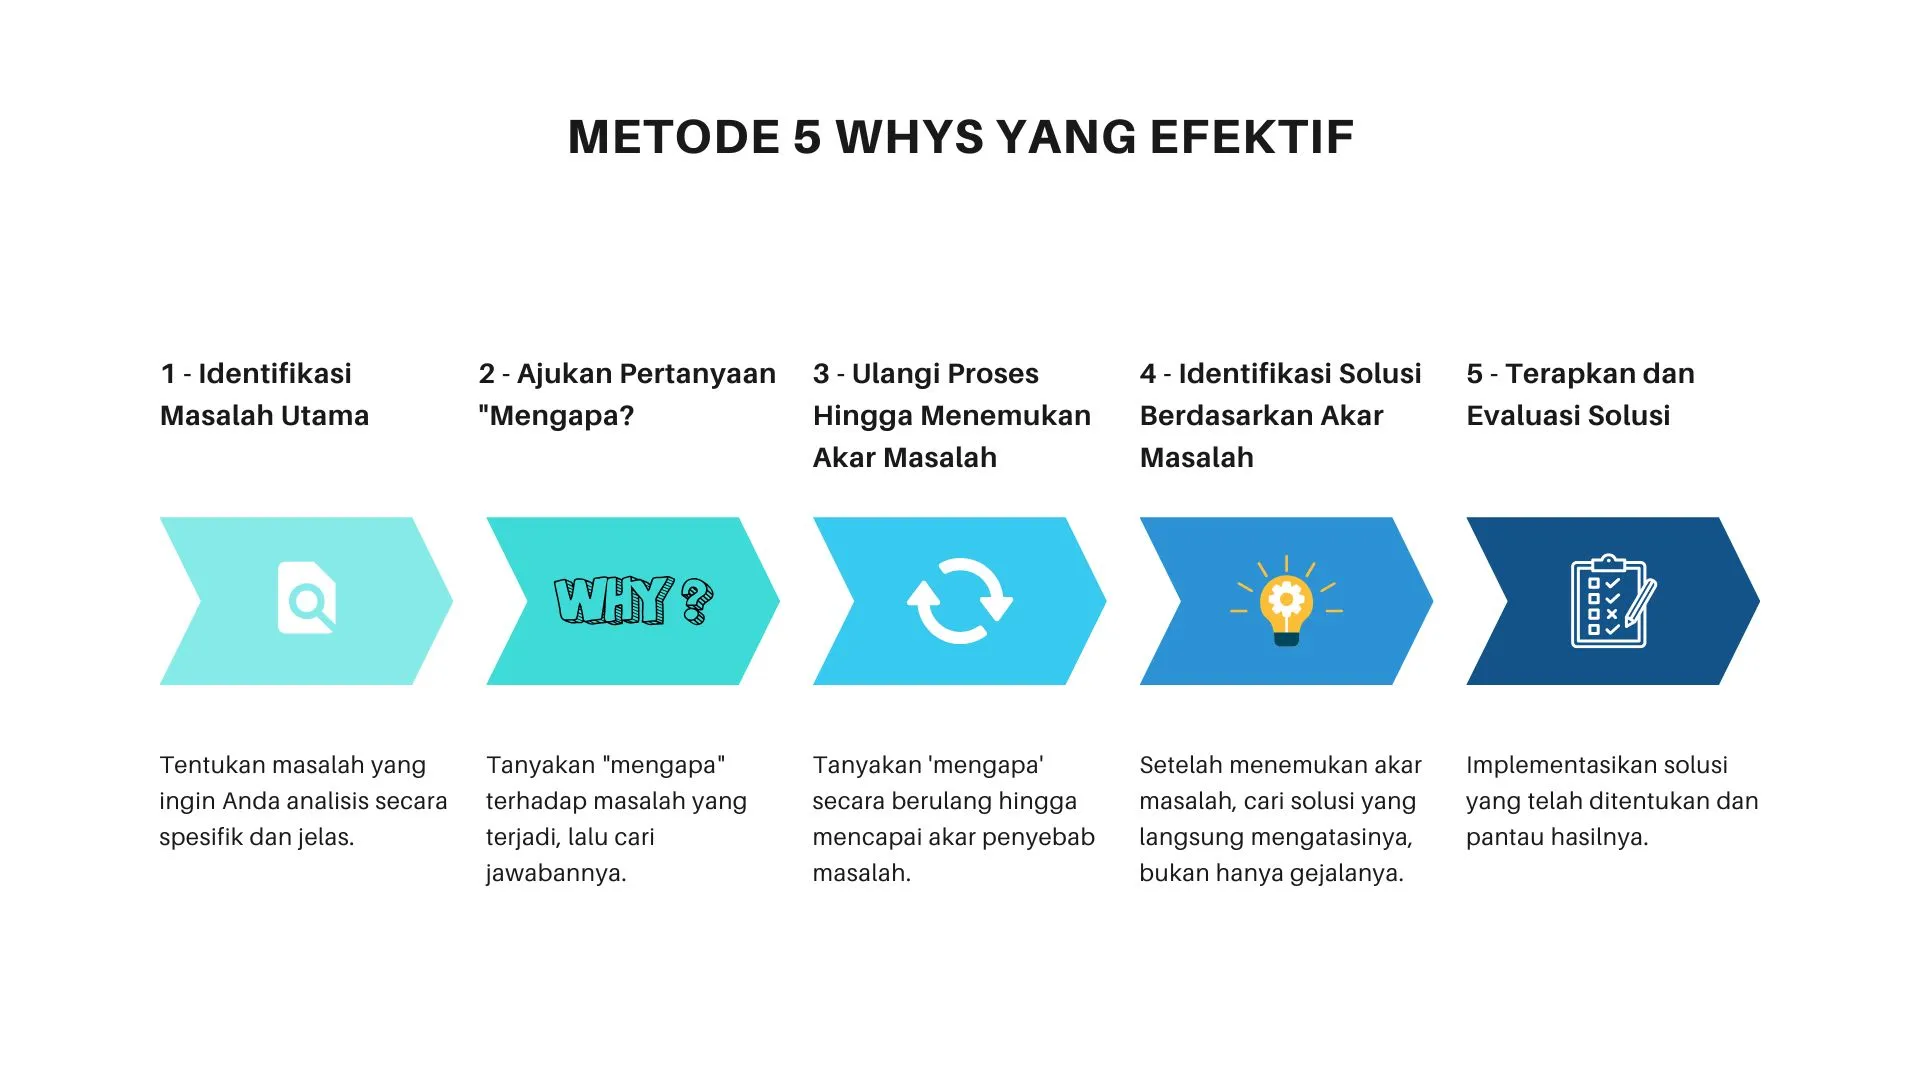 METODE 5 WHYS YANG EFEKTIF
1 - Identifikasi
Masalah Utama
2 - Ajukan Pertanyaan
"Mengapa?
3 - Ulangi Proses
Hingga Menemukan
Akar Masalah
4 - Identifikasi Solusi
Berdasarkan Akar
Masalah
5 - Terapkan dan
Evaluasi Solusi
WHY?
Tentukan masalah yang
ingin Anda analisis secara
spesifik dan jelas.
Tanyakan "mengapa"
terhadap masalah yang
terjadi, lalu cari
jawabannya.
Tanyakan 'mengapa'
secara berulang hingga
mencapai akar penyebab
masalah.
Setelah menemukan akar
masalah, cari solusi yang
langsung mengatasinya,
bukan hanya gejalanya.
Implementasikan solusi
yang telah ditentukan dan
pantau hasilnya.